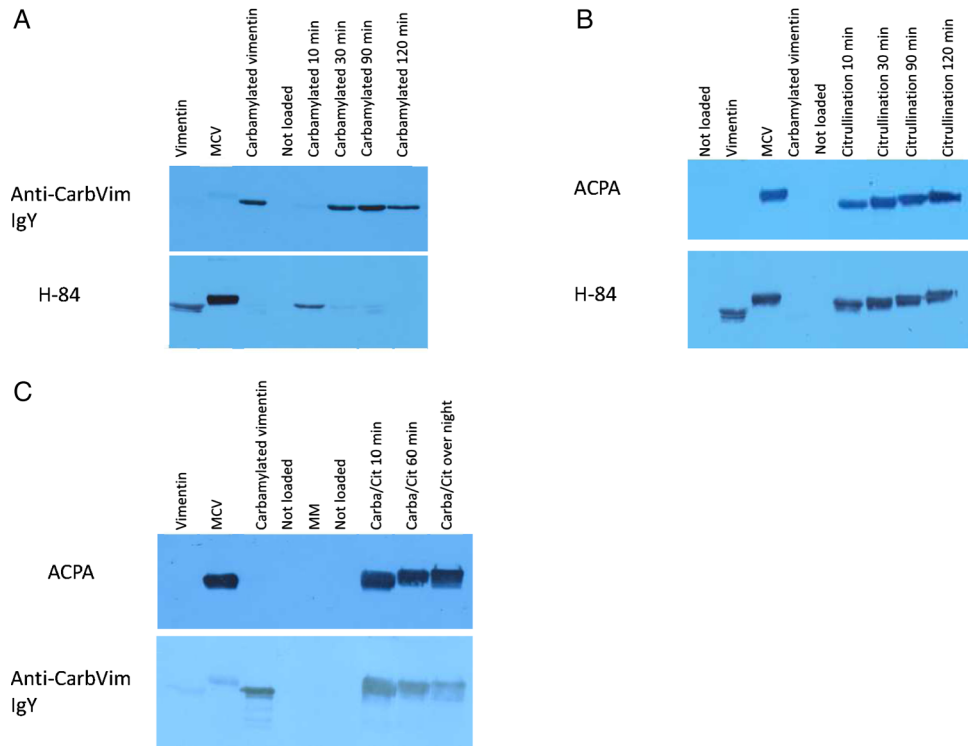 A
Vimentin
MCV
Carbamylated vimentin
Not loaded
Carbamylated 10 min
Carbamylated 30 min
Carbamylated 90 min
Carbamylated 120 min
Anti-CarbVim
IgY
H-84
B
Not loaded
Vimentin
MCV
Carbamylated vimentin
Not loaded
Citrullination 10 min
Citrullination 30 min
Citrullination 90 min
Citrullination 120 min
ACPA
H-84
C
Vimentin
MCV
Carbamylated vimentin
Not loaded
MM
Not loaded
Carba/Cit 10 min
Carba/Cit 60 min
Carba/Cit over night
ACPA
Anti-CarbVim
IgY